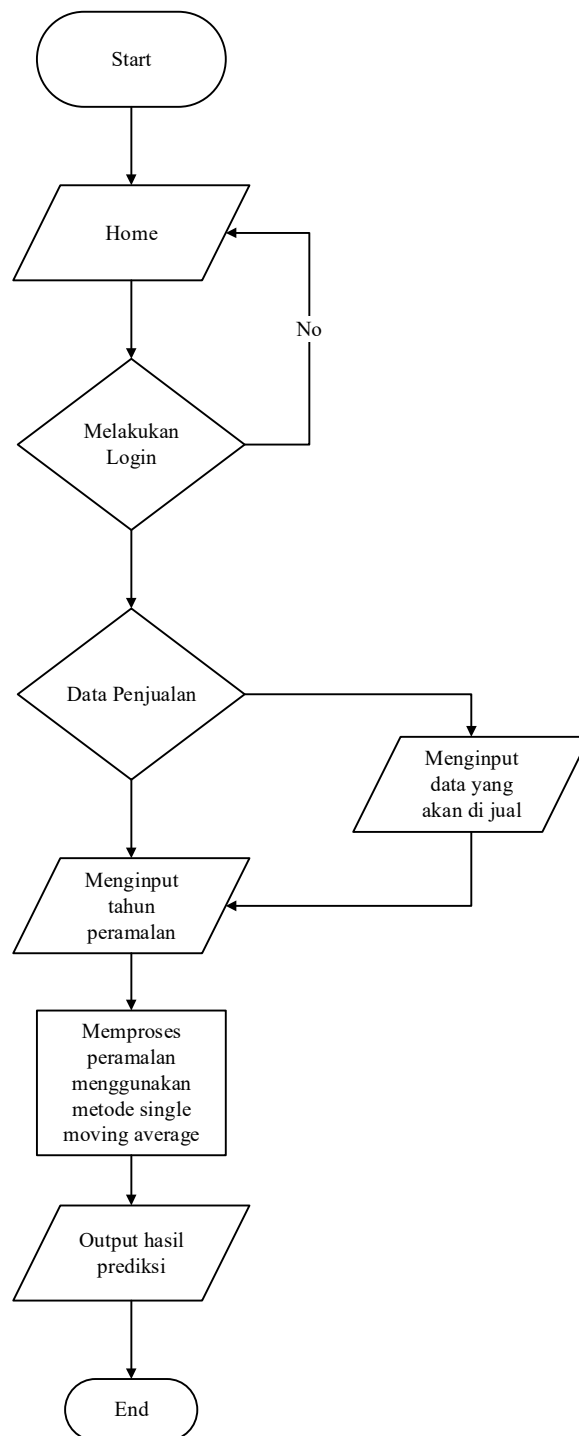 Start
Home
No
Melakukan
Login
Data Penjualan
Menginput
data yang
akan di jual
Menginput
tahun
peramalan
Memproses
peramalan
menggunakan
metode single
moving average
Output hasil
prediksi
End